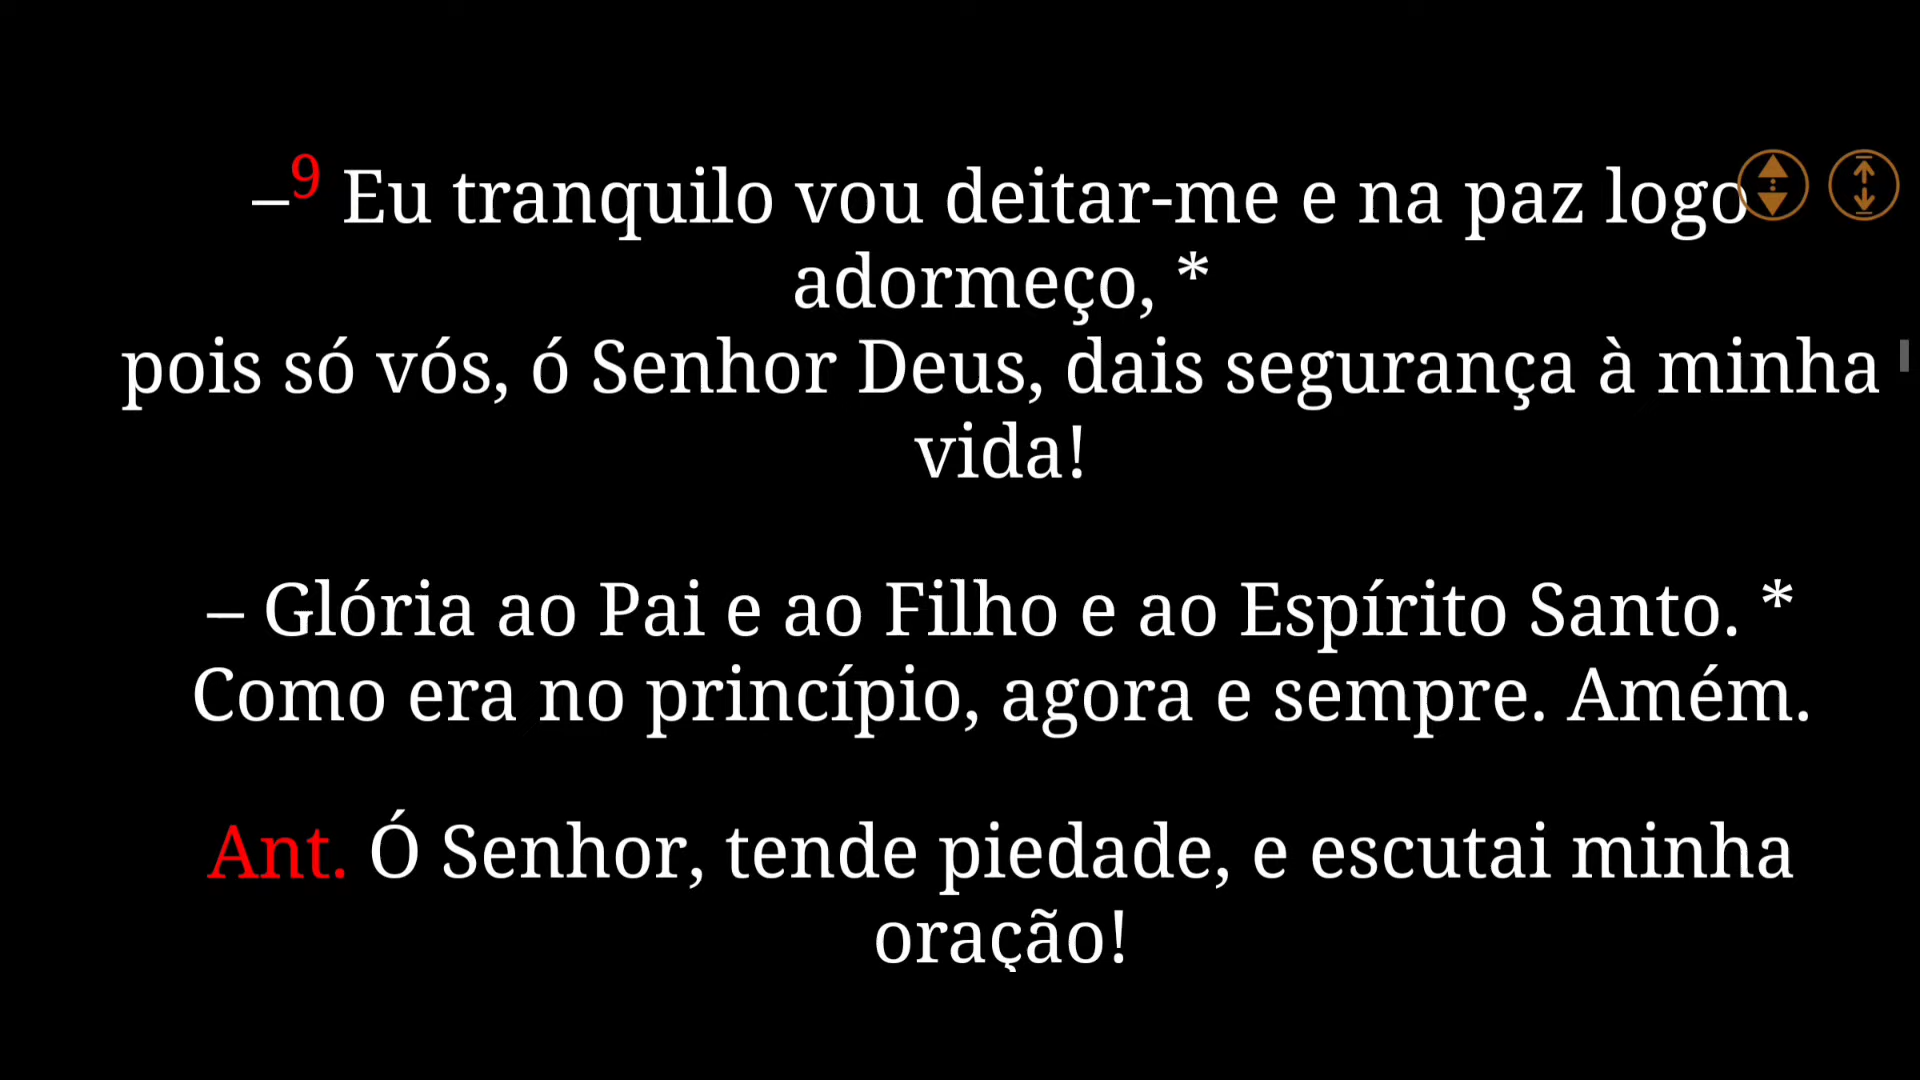 –9 Eu tranquilo vou deitar-me e na paz logo
adormeço, *
pois só vós, ó Senhor Deus, dais segurança à minha
vida!
– Glória ao Pai e ao Filho e ao Espírito Santo. *
Como era no princípio, agora e sempre. Amém.
Ant. Ó Senhor, tende piedade, e escutai minha
oração!